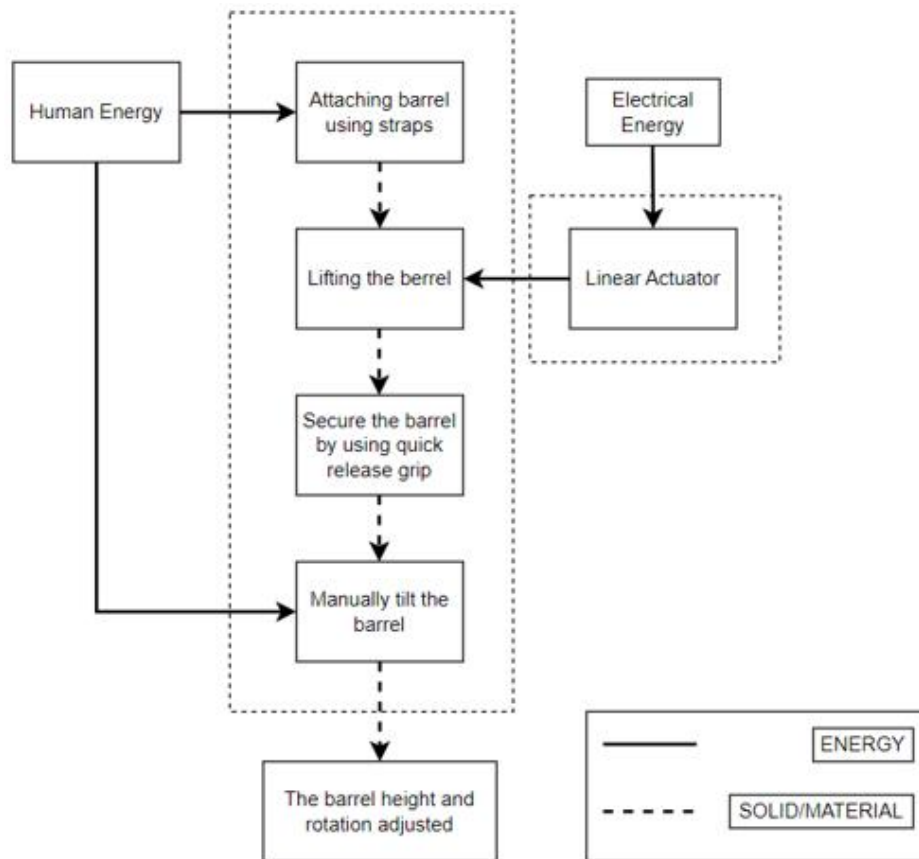 Human Energy
Attaching barrel
using straps
Electrical
Energy
Lifting the berrel
Linear Actuator
Secure the barrel
by using quick
release grip
Manually tilt the
barrel
The barrel height and
rotation adjusted
ENERGY
SOLID/MATERIAL